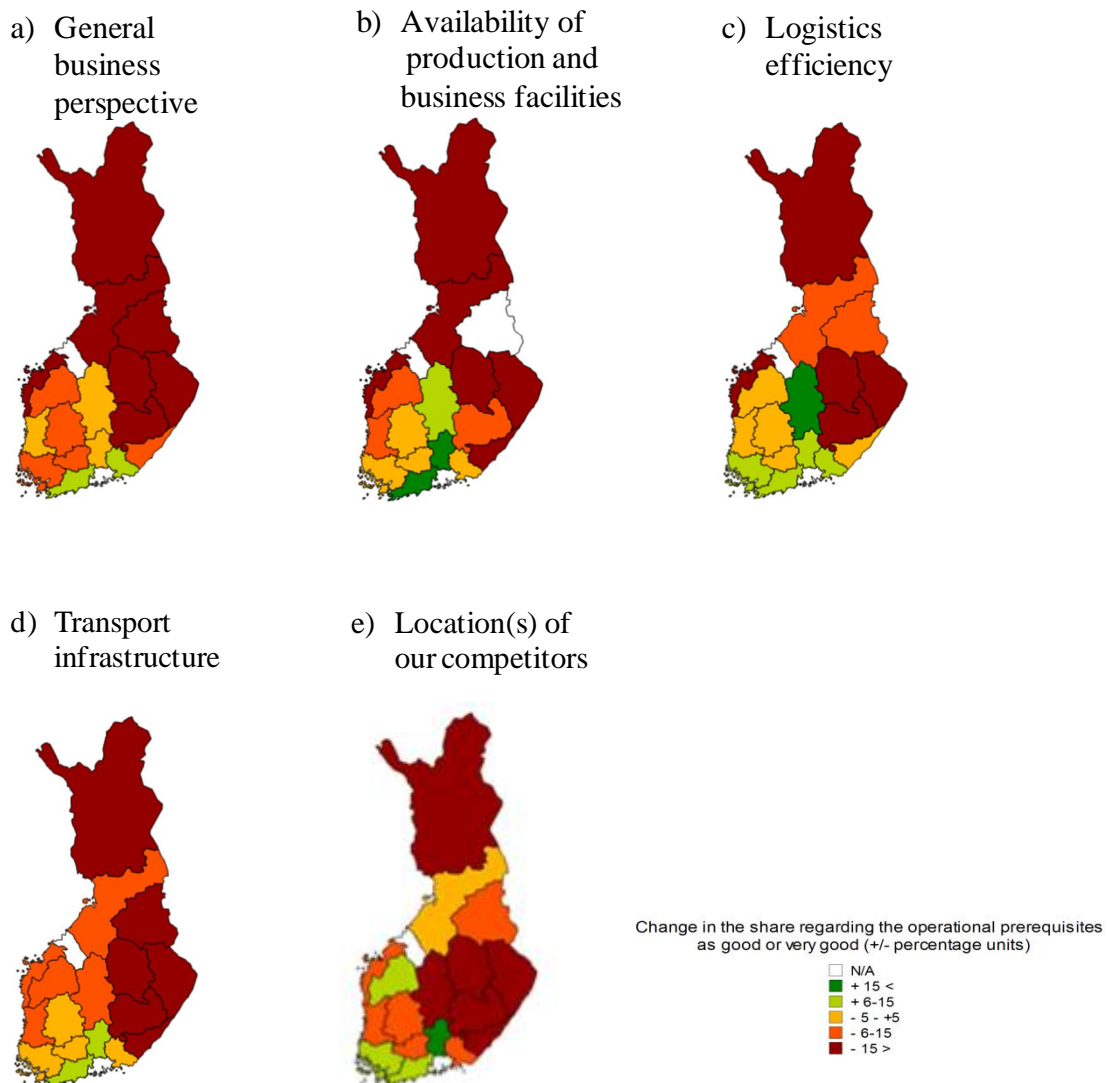 a) General
business
perspective
b) Availability of
production and
business facilities
c) Logistics
efficiency
d) Transport
infrastructure
e) Location(s) of
our competitors
Change in the share regarding the operational prerequisites
as good or very good (+/- percentage units)
N/A
+ 15 <
+ 6-15
- 5 - +5
- 6-15
- 15 >